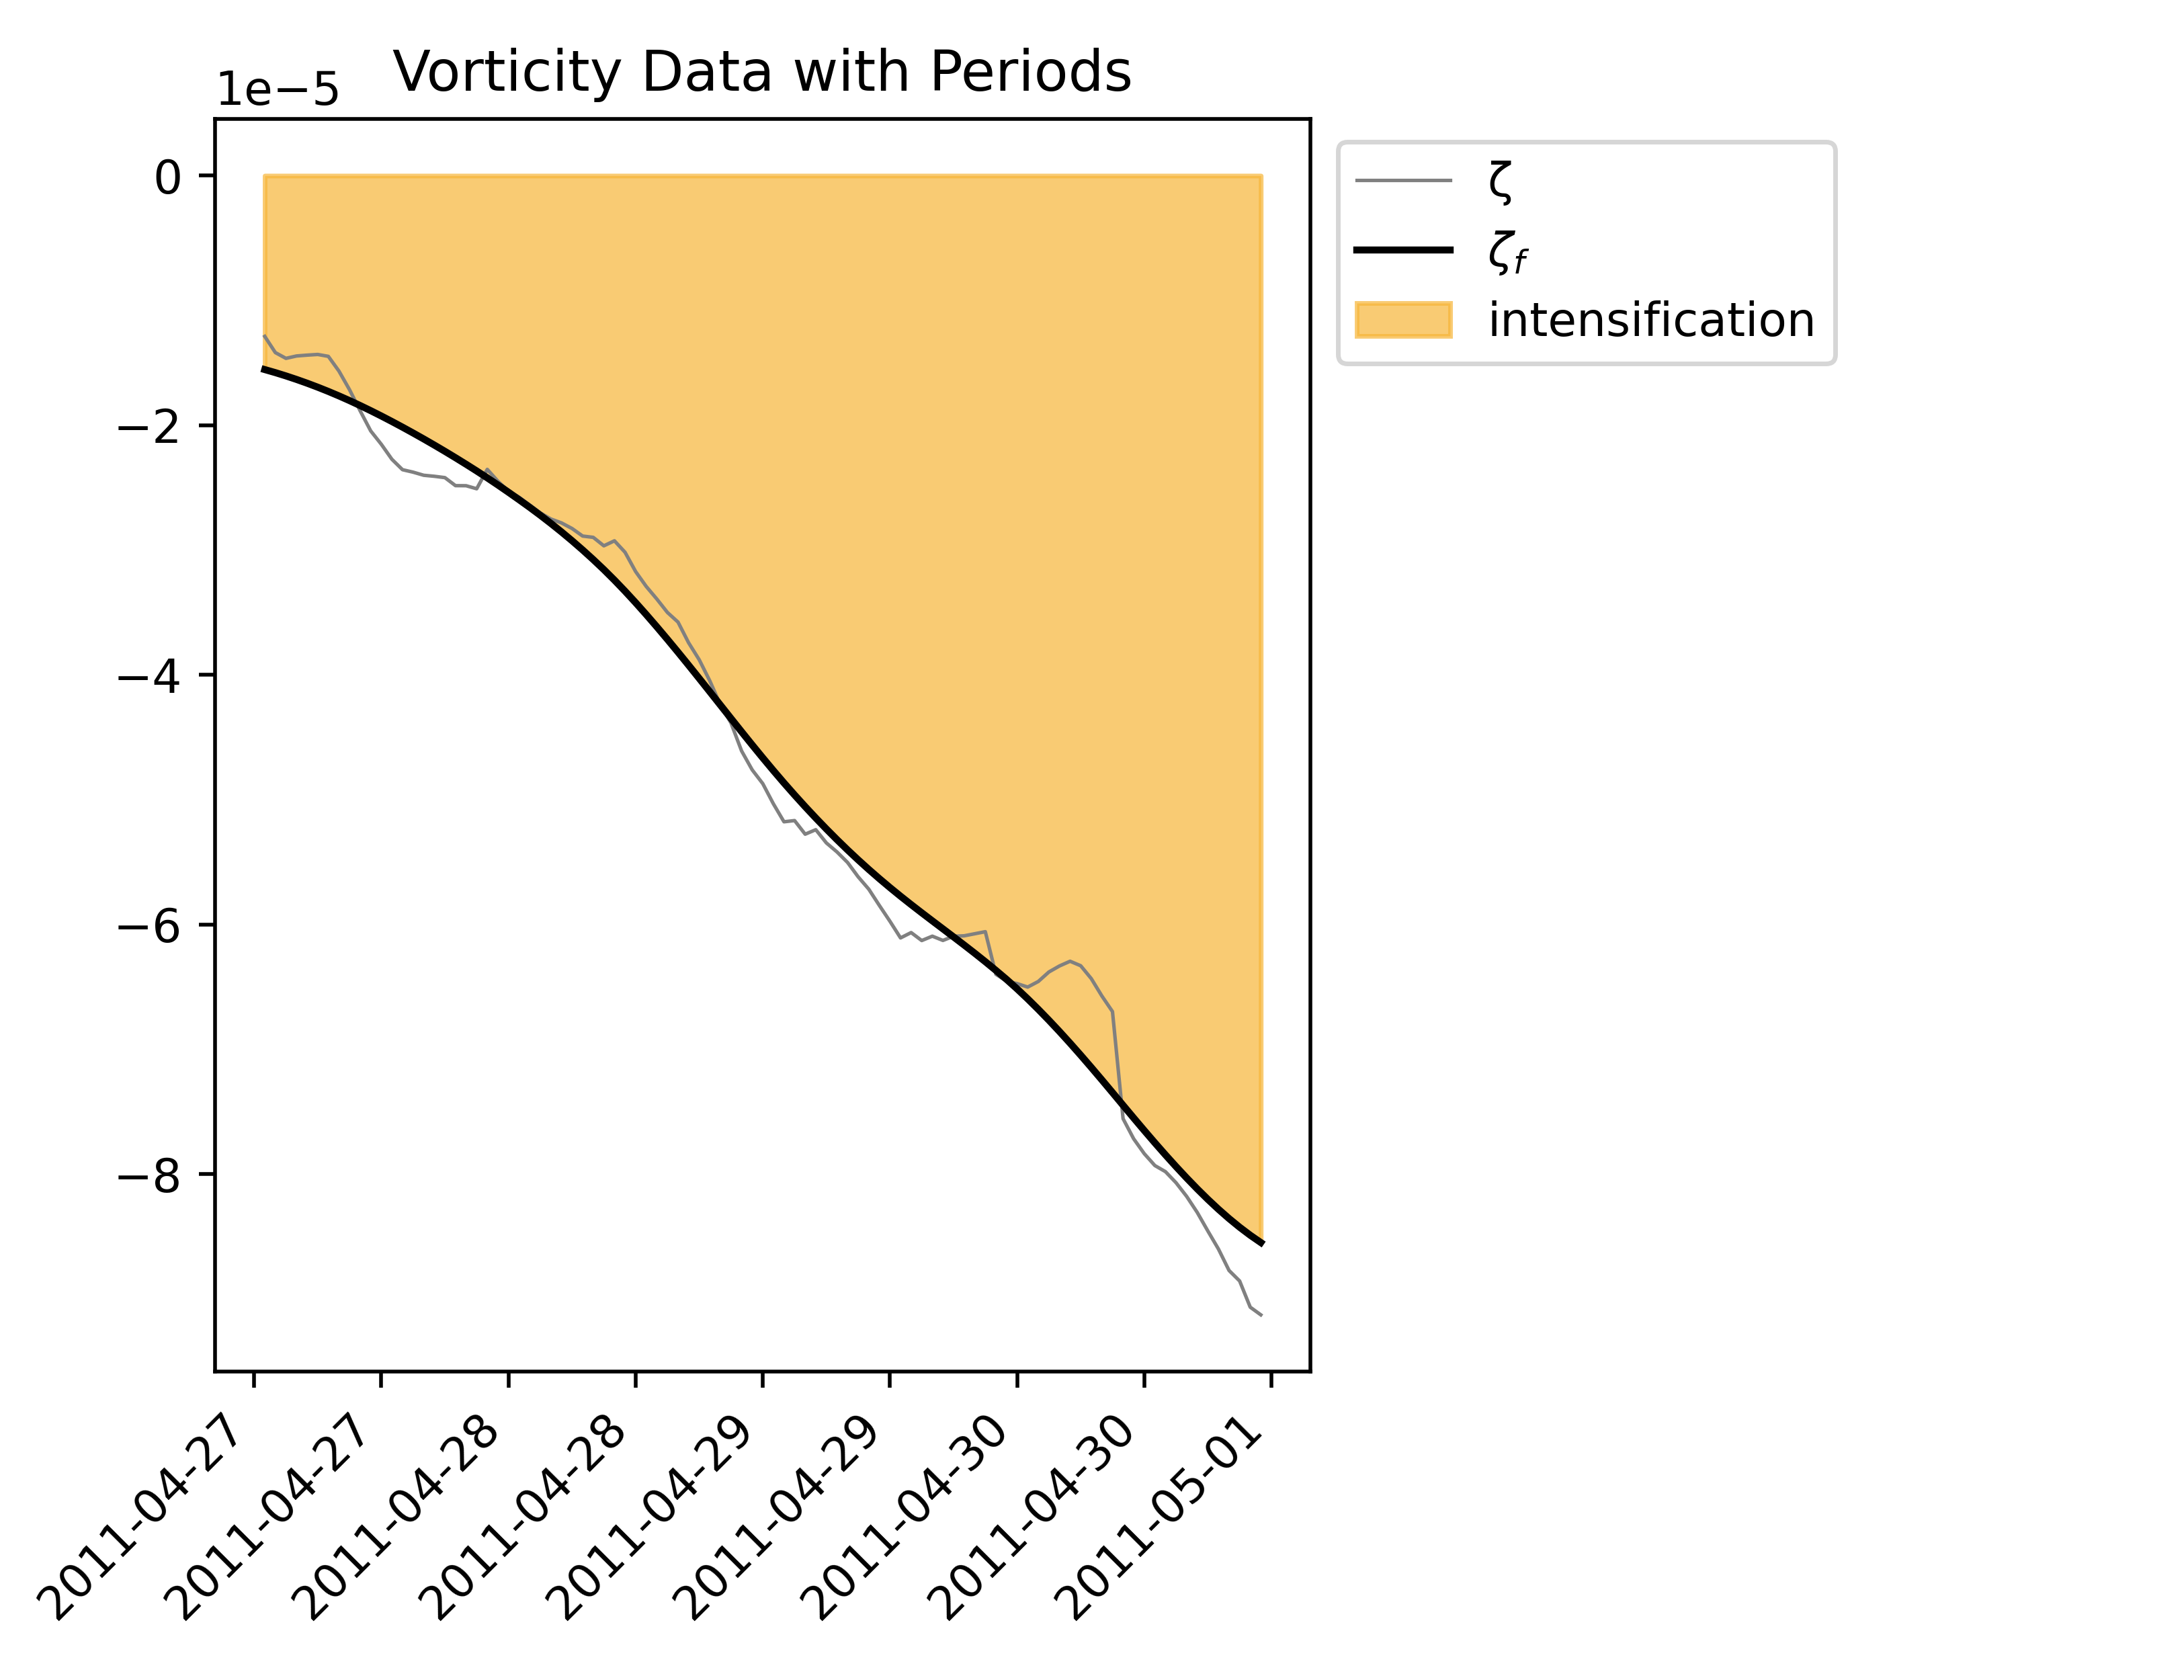 Vorticity Data with Periods
1e−5
0
−2
−4
−6
−8
2011-04-27
2011-04-27
2011-04-28
2011-04-28
2011-04-29
2011-04-29
2011-04-30
2011-04-30
2011-05-01
ζ
ζf
intensification